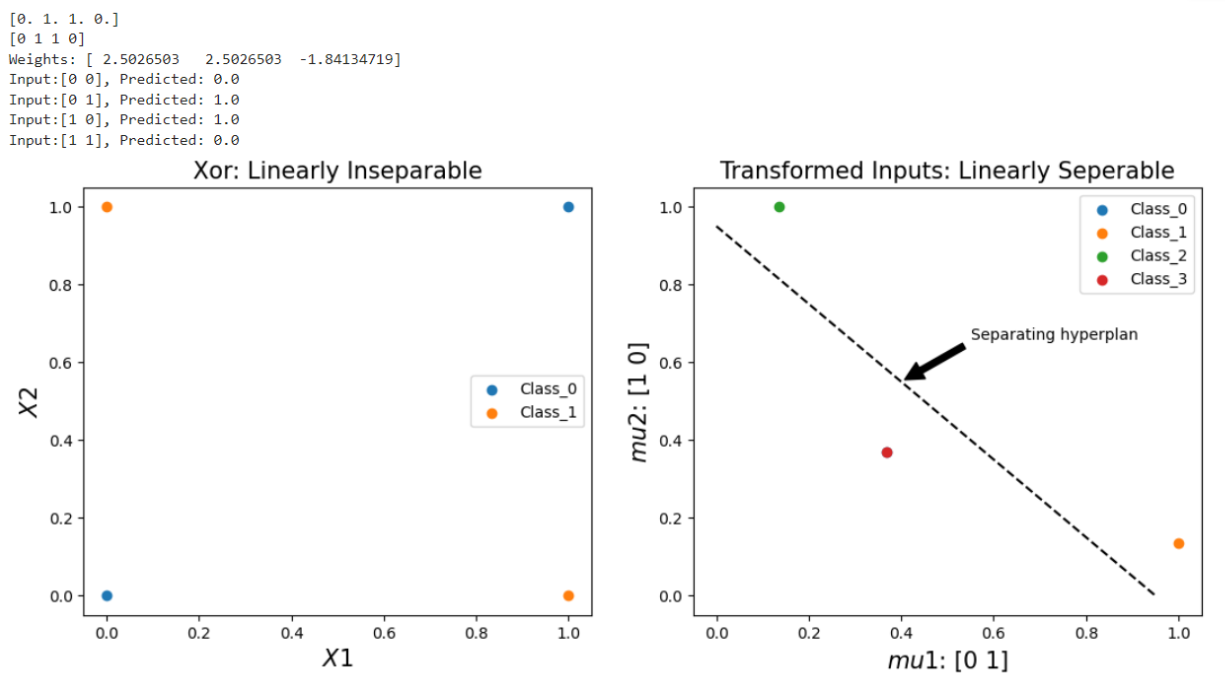 [0. 1. 1. 0.]
[0 1 1 0]
Weights: [ 2.5026503   2.5026503  -1.84134719]
Input:[0 0], Predicted: 0.0
Input:[0 1], Predicted: 1.0
Input:[1 0], Predicted: 1.0
Input:[1 1], Predicted: 0.0
Xor: Linearly Inseparable
1.0
0.8
0.6
0.4
0.2
0.0
X2
Class_0
Class_1
0.0 0.2 0.4 0.6 0.8 1.0
X1
Transformed Inputs: Linearly Seperable
1.0
0.8
0.6
0.4
0.2
0.0
mu2: [1 0]
Class_0
Class_1
Class_2
Class_3
Separating hyperplan
0.0 0.2 0.4 0.6 0.8 1.0
mu1: [0 1]